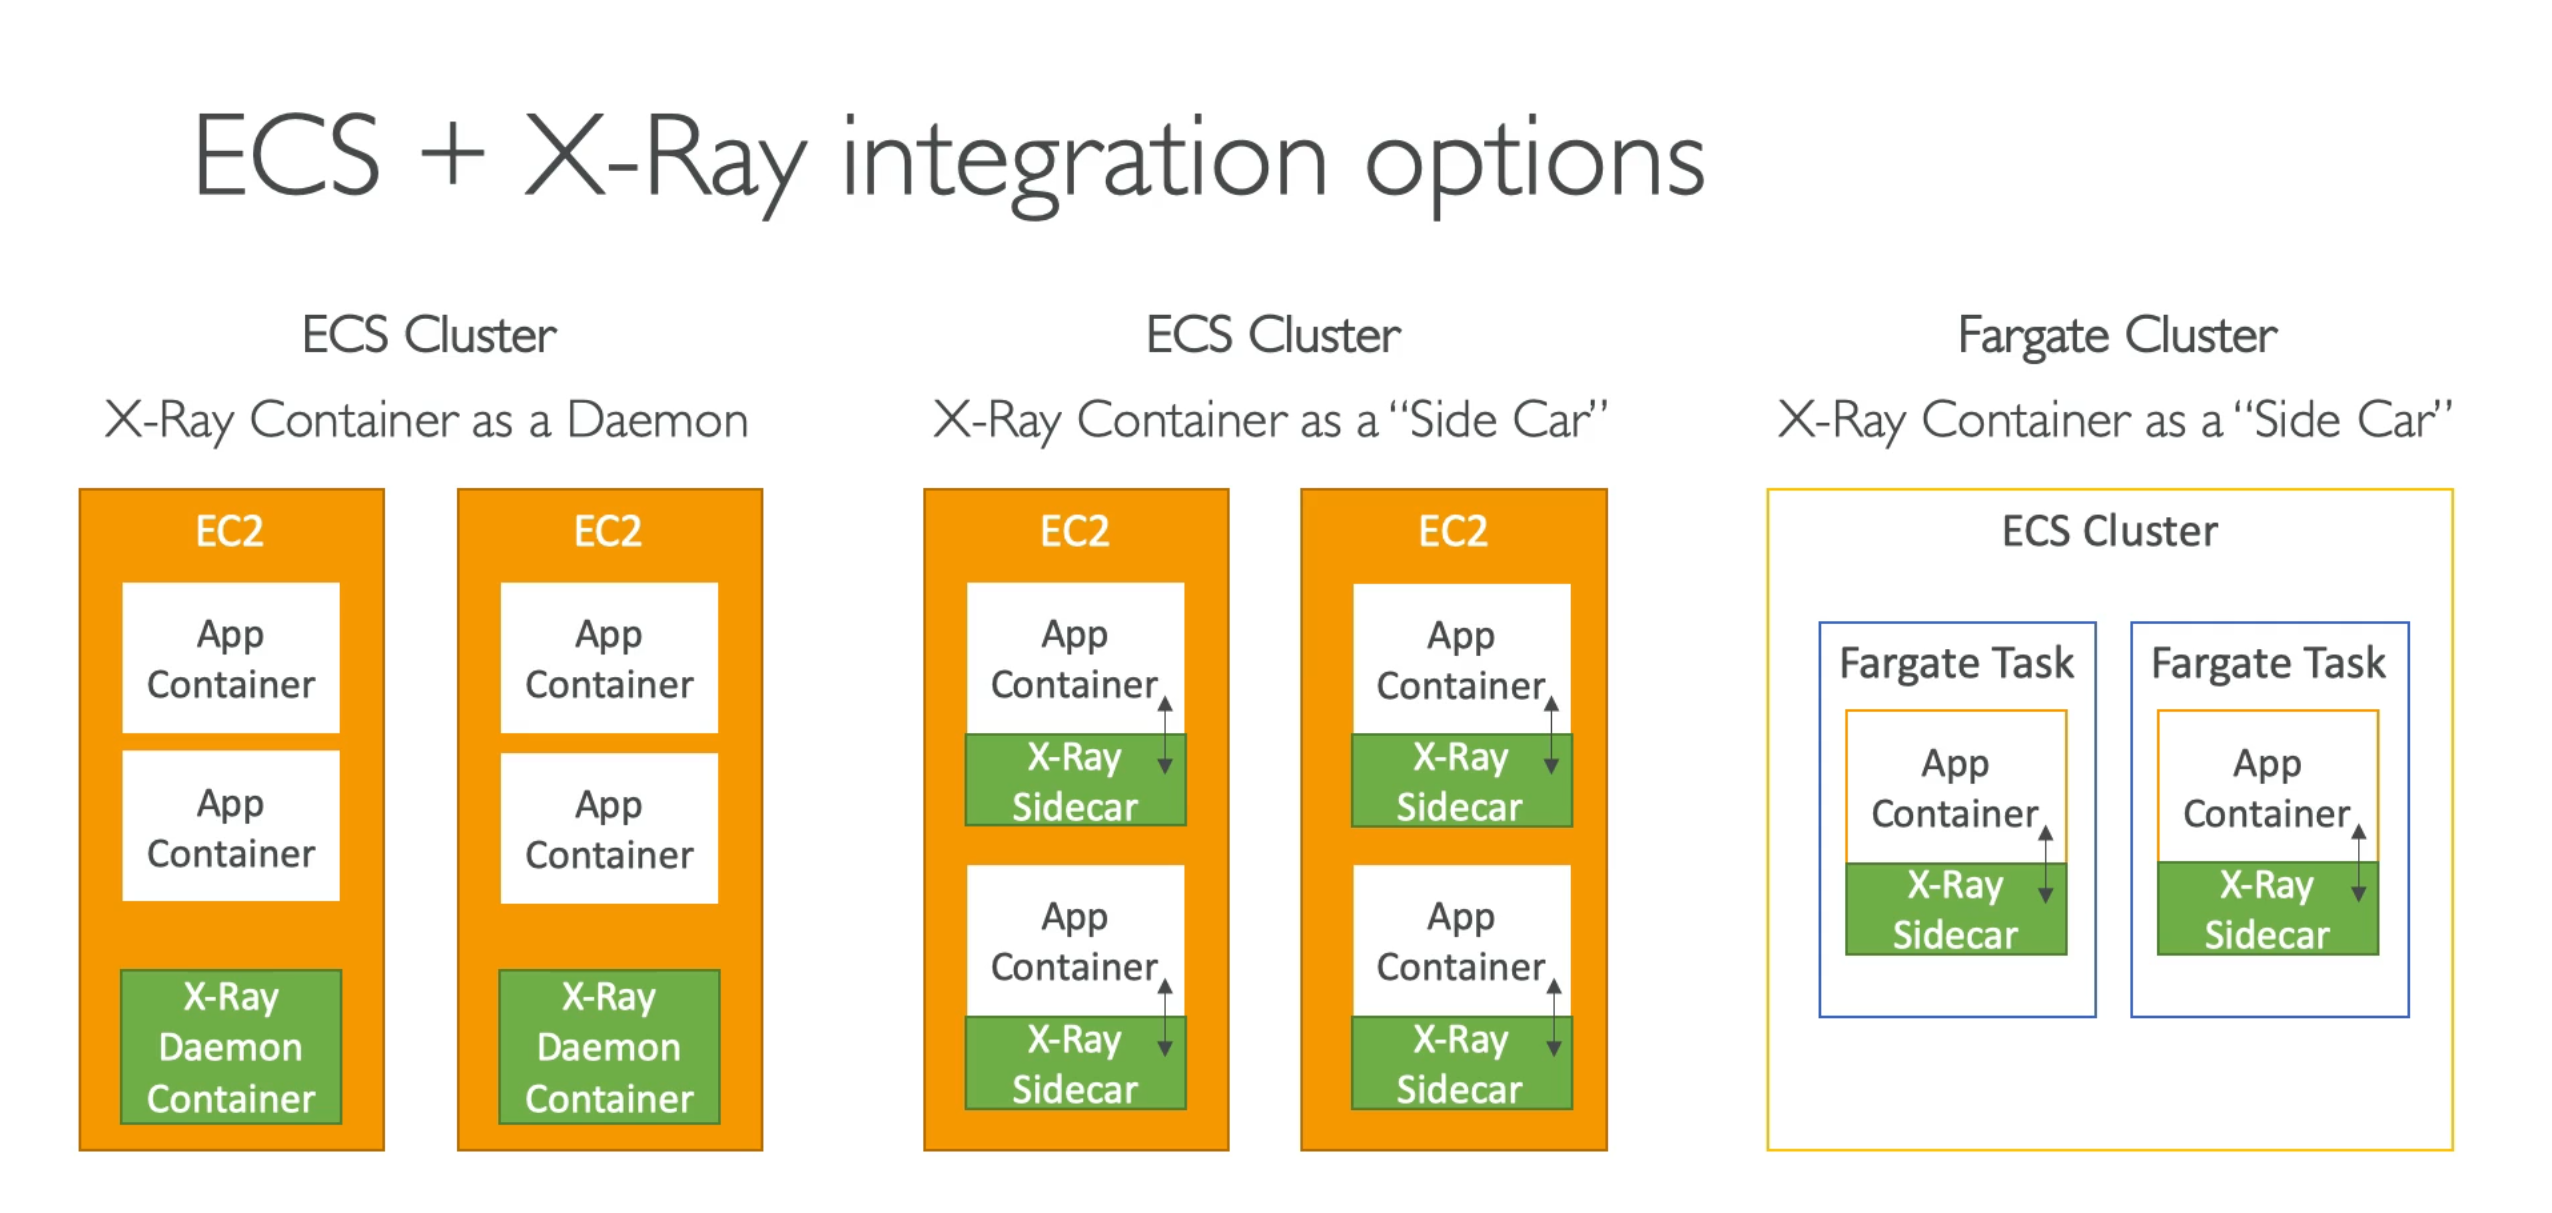 ECS + X-Ray integration options
ECS Cluster
X-Ray Container as a Daemon
EC2
App
Container
App
Container
X-Ray
Daemon
Container
EC2
App
Container
App
Container
X-Ray
Daemon
Container
ECS Cluster
X-Ray Container as a “Side Car”
EC2
App
Container
X-Ray
Sidecar
App
Container
X-Ray
Sidecar
EC2
App
Container
X-Ray
Sidecar
App
Container
X-Ray
Sidecar
Fargate Cluster
X-Ray Container as a “Side Car”
ECS Cluster
Fargate Task
App
Container
X-Ray
Sidecar
Fargate Task
App
Container
X-Ray
Sidecar